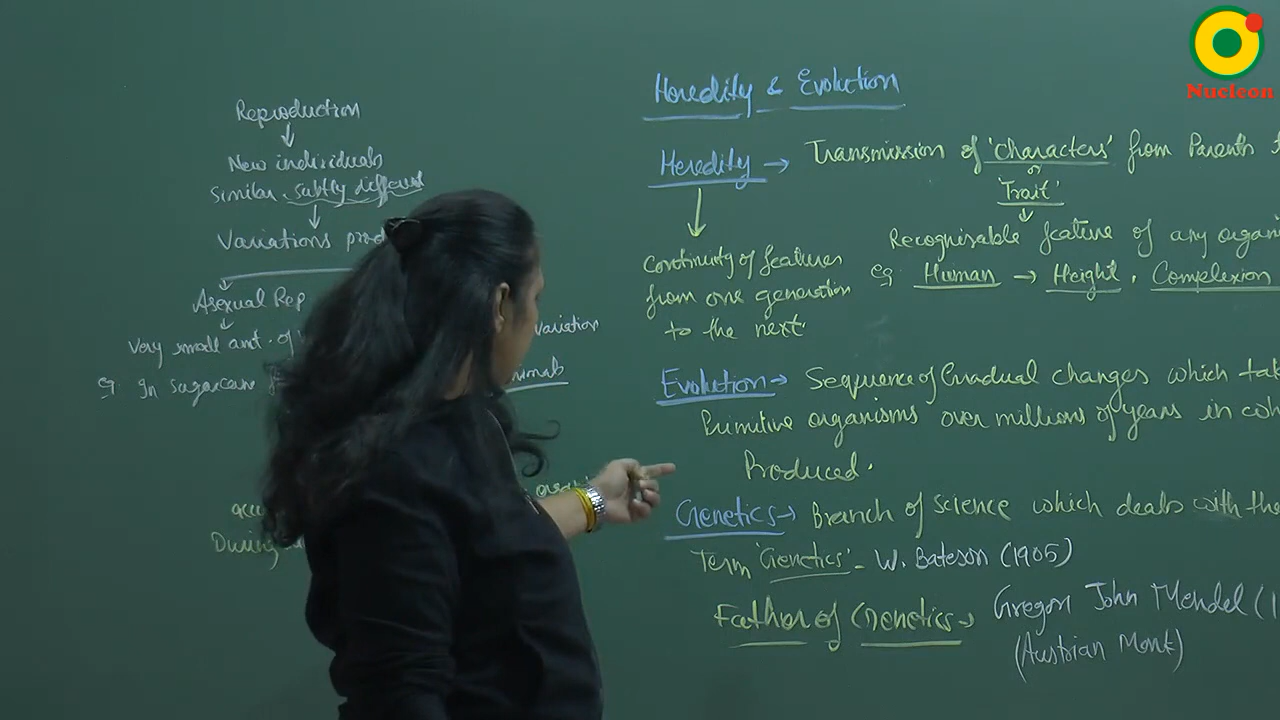 Nucleon
Reproduction
New individuals
Similar, subtly different
Variations
Asexual Rep
Very small amt. of
eg. In sugarcane
variation
During
Heredity & Evolution
Heredity → Transmission of 'characters' from Parents
or
'Trait'
Recognisable feature of any
eg Human → Height, Complexion
Continuity of features
from one generation
to the next.
Evolution → Sequence of Gradual changes which
Primitive organisms over millions of years in
Produced.
Genetics → Branch of science which deals with the
Term 'Genetics' - W. Bateson (1905)
Father of Genetics → Gregor John Mendel
(Austrian Monk)